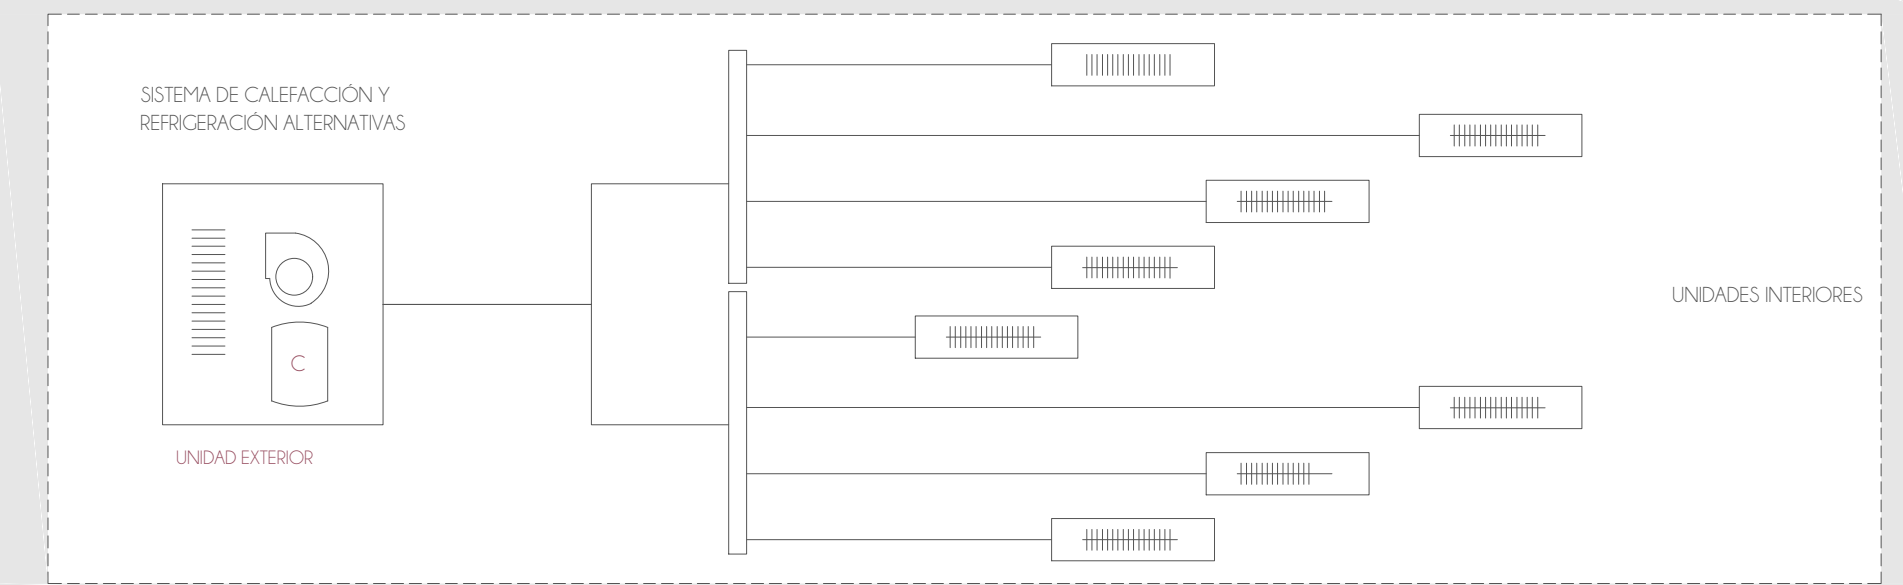 SISTEMA DE CALEFACCIÓN Y
REFRIGERACIÓN ALTERNATIVAS
C
UNIDAD EXTERIOR
UNIDADES INTERIORES